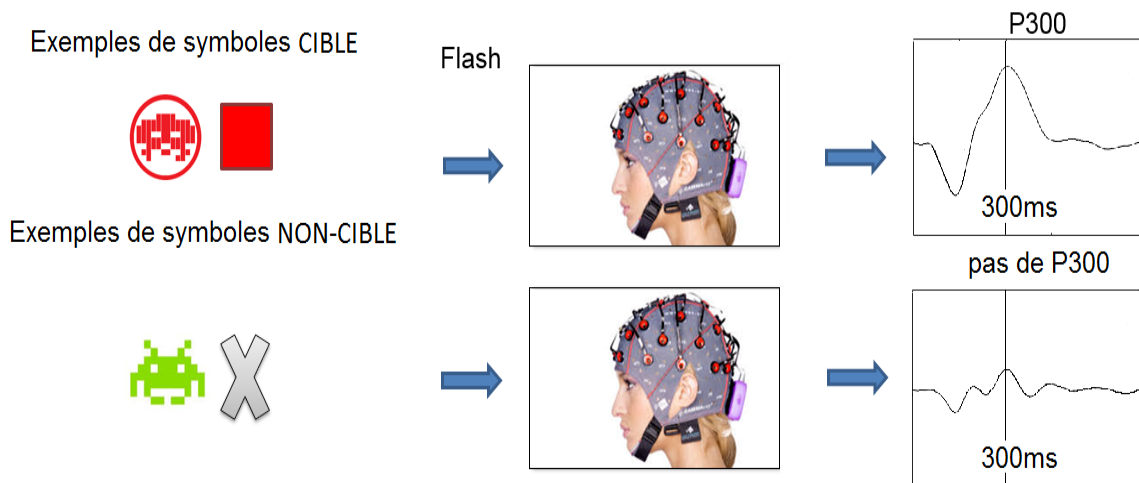 Exemples de symboles CIBLE
Flash
P300
300ms
Exemples de symboles NON-CIBLE
pas de P300
300ms